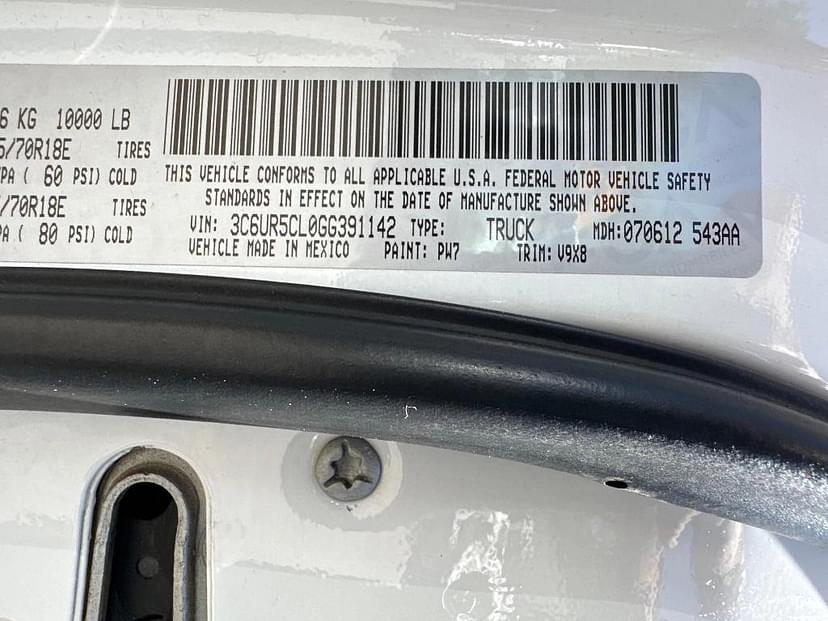 6 KG 10000 LB
5/70R18E TIRES
PA ( 60 PSI) COLD
/70R18E TIRES
PA ( 80 PSI) COLD
THIS VEHICLE CONFORMS TO ALL APPLICABLE U.S.A. FEDERAL MOTOR VEHICLE SAFETY
STANDARDS IN EFFECT ON THE DATE OF MANUFACTURE SHOWN ABOVE.
VIN: 3C6UR5CL0GG391142 TYPE: TRUCK MDH:070612 543AA
VEHICLE MADE IN MEXICO PAINT: PW7 TRIM: V9X8